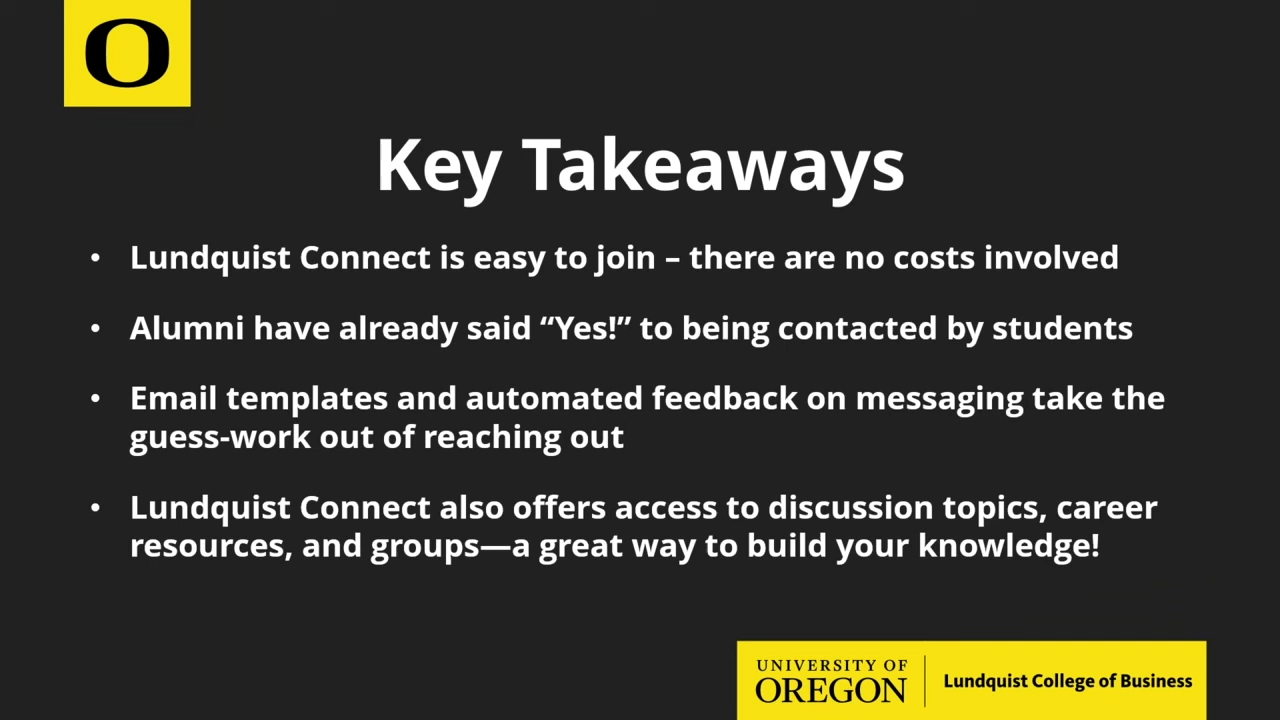 O
Key Takeaways
• Lundquist Connect is easy to join – there are no costs involved
• Alumni have already said “Yes!” to being contacted by students
• Email templates and automated feedback on messaging take the
guess-work out of reaching out
• Lundquist Connect also offers access to discussion topics, career
resources, and groups—a great way to build your knowledge!
UNIVERSITY OF
OREGON
Lundquist College of Business